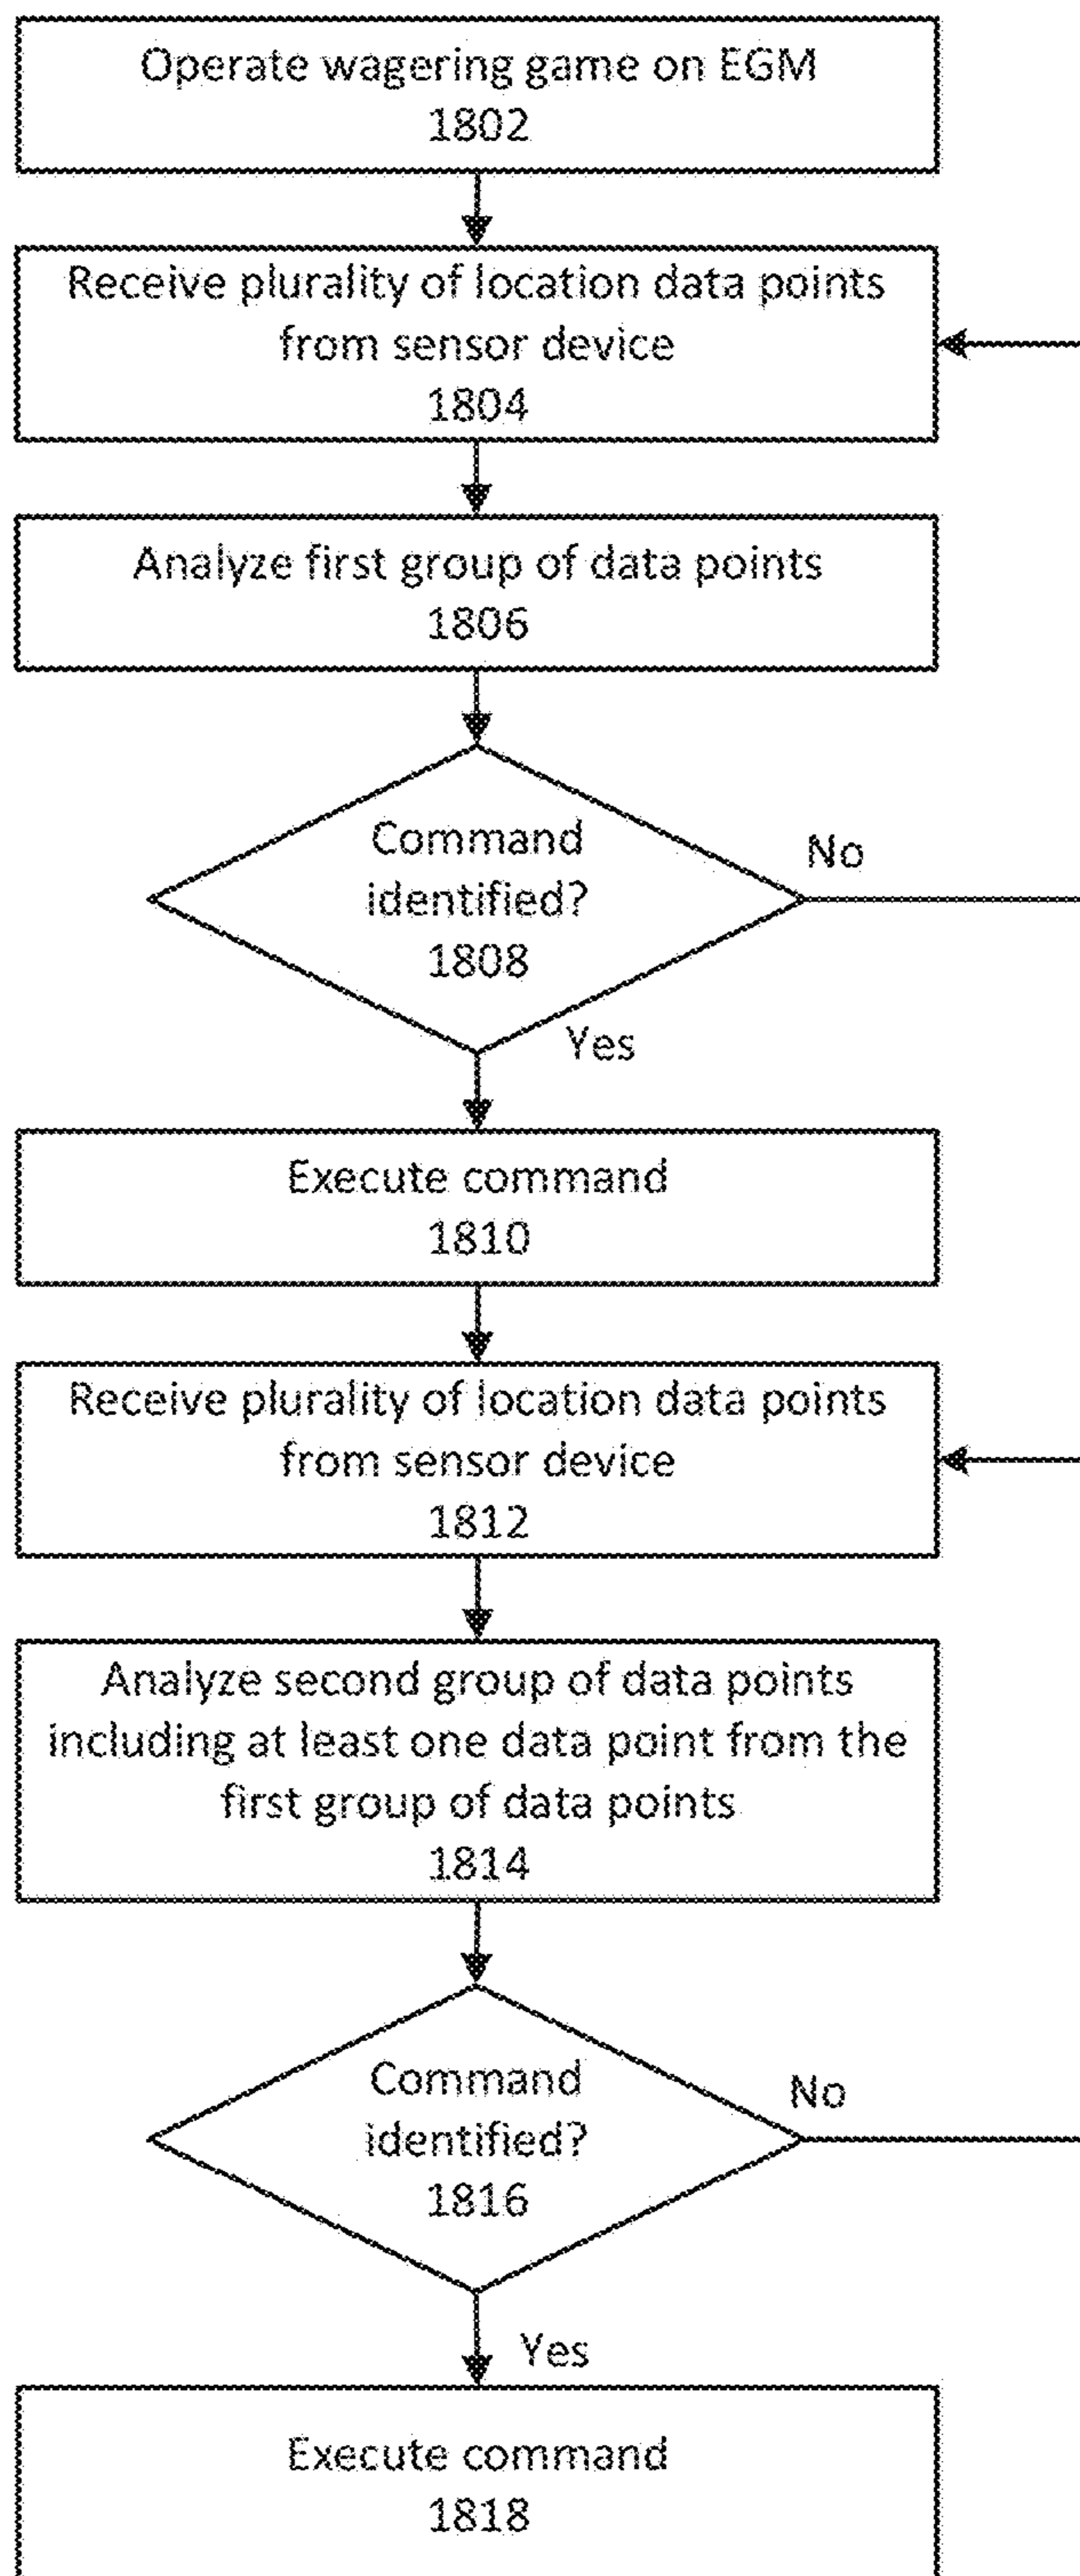 Operate wagering game on EGM
1802
Receive plurality of location data points
from sensor device
1804
Analyze first group of data points
1806
Command
identified?
1808
No
Yes
Execute command
1810
Receive plurality of location data points
from sensor device
1812
Analyze second group of data points
including at least one data point from the
first group of data points
1814
Command
identified?
1816
No
Yes
Execute command
1818